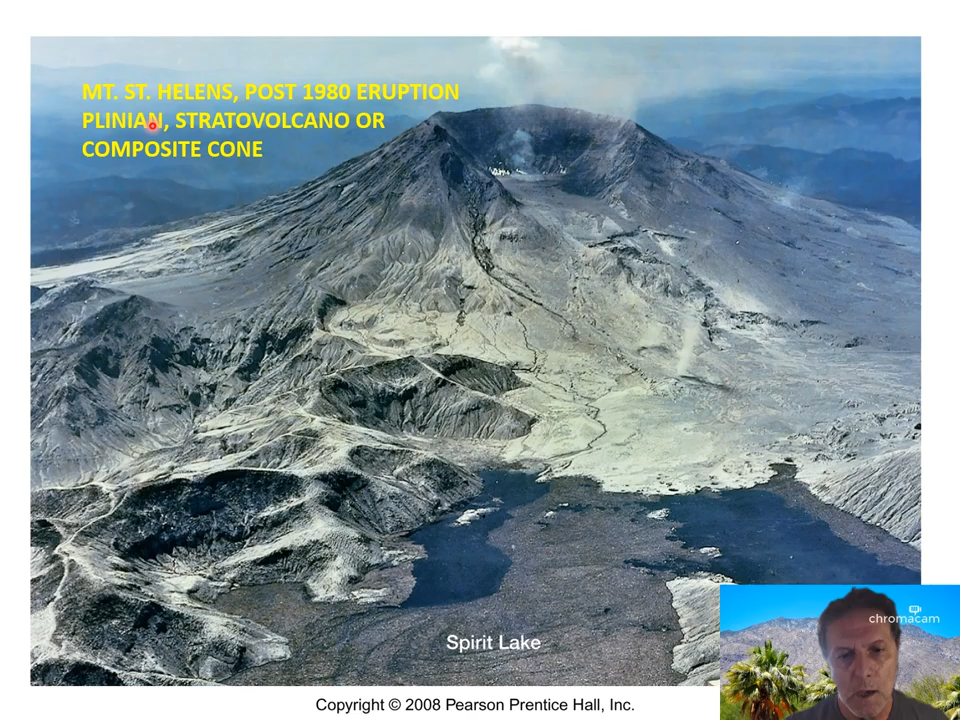 MT. ST. HELENS, POST 1980 ERUPTION
PLINIAN, STRATOVOLCANO OR
COMPOSITE CONE
chromacam
Spirit Lake
Copyright © 2008 Pearson Prentice Hall, Inc.